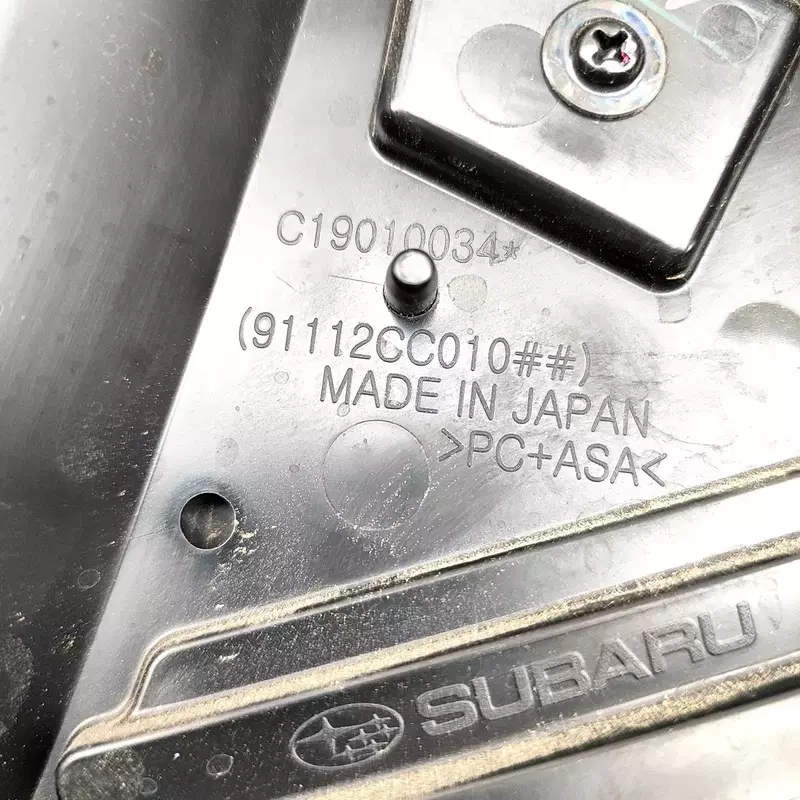 C19010034*
(91112CC010##)
MADE IN JAPAN
>PC+ASA<
SUBARU